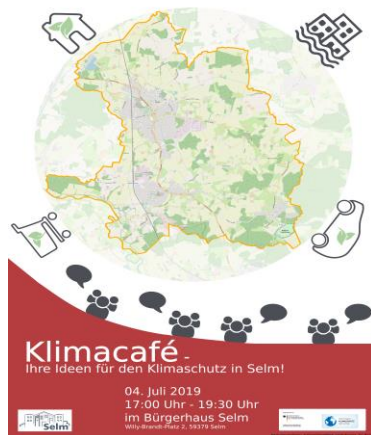 Klimacafé -
Ihre Ideen für den Klimaschutz in Selm!
04. Juli 2019
17:00 Uhr - 19:30 Uhr
im Bürgerhaus Selm
Willy-Brandt-Platz 2, 59379 Selm
Selm